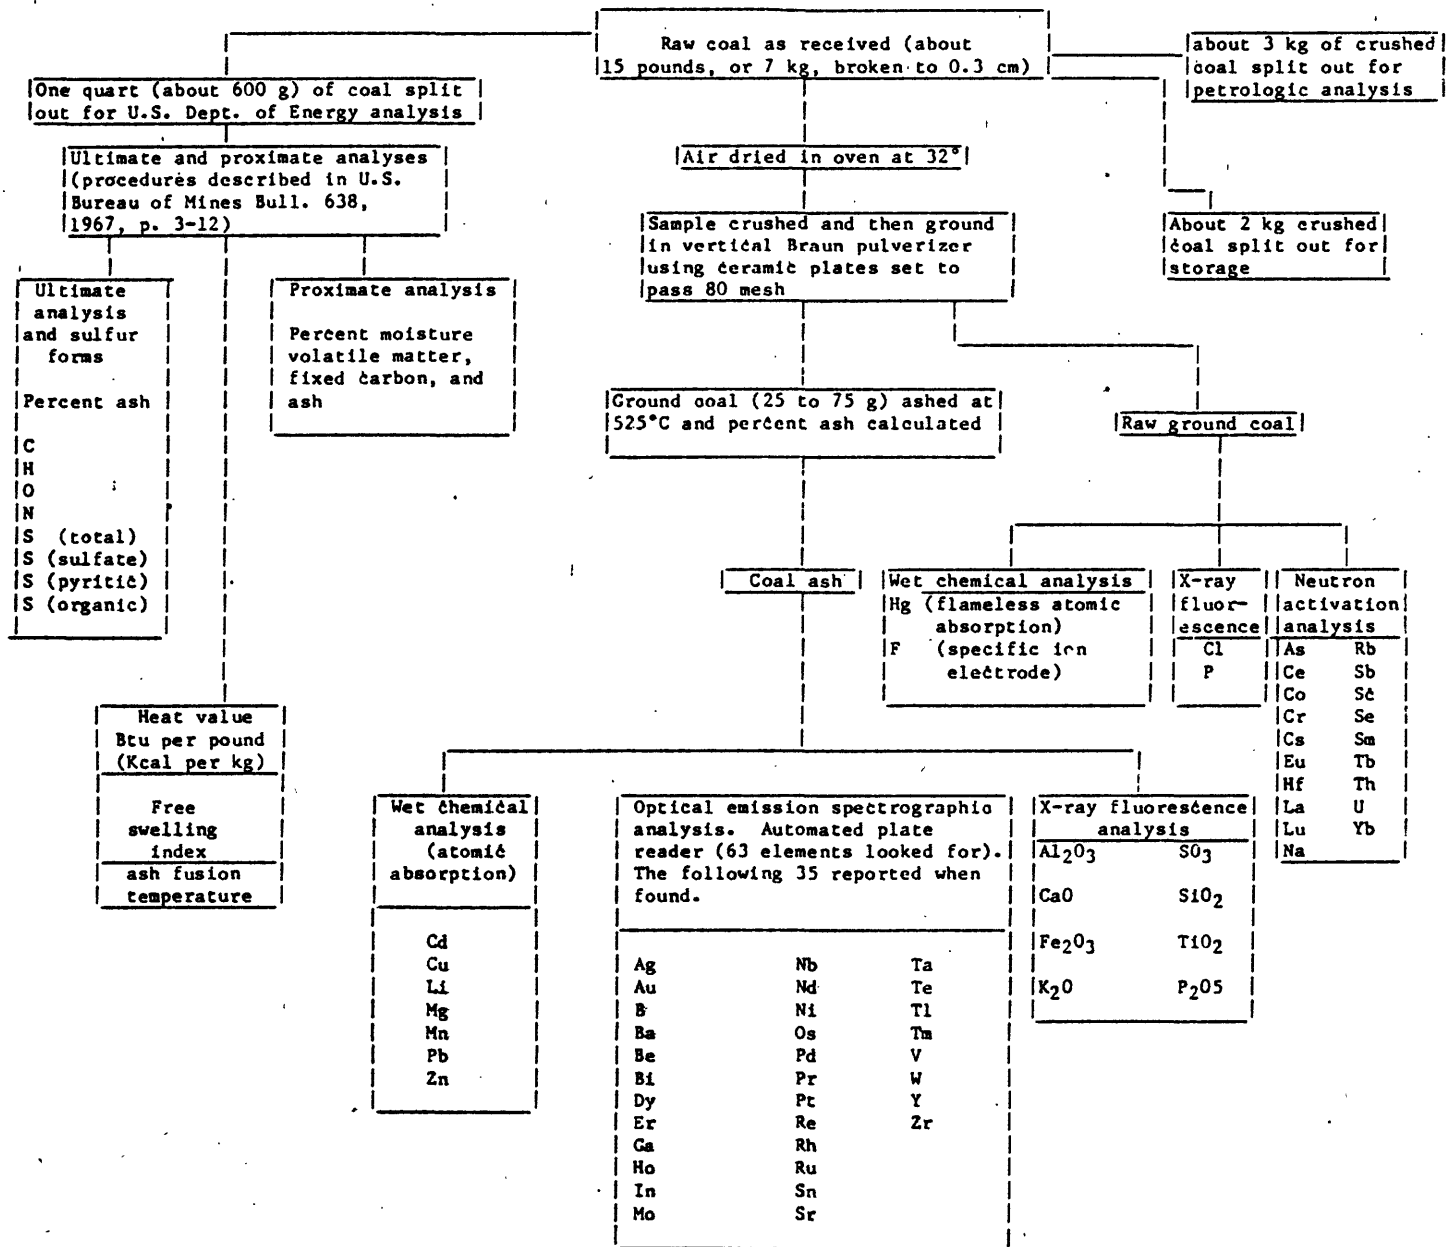 Raw coal as received (about
15 pounds, or 7 kg, broken to 0.3 cm)
about 3 kg of crushed
coal split out for
petrologic analysis
One quart (about 600 g) of coal split
out for U.S. Dept. of Energy analysis
Ultimate and proximate analyses
(procedures described in U.S.
Bureau of Mines Bull. 638,
1967, p. 3-12)
Air dried in oven at 32°
Sample crushed and then ground
in vertical Braun pulverizer
using ceramic plates set to
pass 80 mesh
About 2 kg crushed
coal split out for
storage
Ultimate
analysis
and sulfur
forms
Percent ash
C
H
O
N
S (total)
S (sulfate)
S (pyritic)
S (organic)
Proximate analysis
Percent moisture
volatile matter,
fixed carbon, and
ash
Ground coal (25 to 75 g) ashed at
525°C and percent ash calculated
Raw ground coal
Coal ash
Wet chemical analysis
Hg (flameless atomic
absorption)
F (specific ion
electrode)
X-ray
fluor-
escence
Cl
P
Neutron
activation
analysis
As Rb
Ce Sb
Co Sc
Cr Se
Cs Sm
Eu Tb
Hf Th
La U
Lu Yb
Na
Heat value
Btu per pound
(Kcal per kg)
Free
swelling
index
ash fusion
temperature
Wet chemical
analysis
(atomic
absorption)
Cd
Cu
Li
Mg
Mn
Pb
Zn
Optical emission spectrographic
analysis. Automated plate
reader (63 elements looked for).
The following 35 reported when
found.
Ag Nb Ta
Au Nd Te
B Ni Tl
Ba Os Tm
Be Pd V
Bi Pr W
Dy Pt Y
Er Re Zr
Ga Rh
Ho Ru
In Sn
Mo Sr
X-ray fluorescence
analysis
Al2O3 SO3
CaO SiO2
Fe2O3 TiO2
K2O P2O5